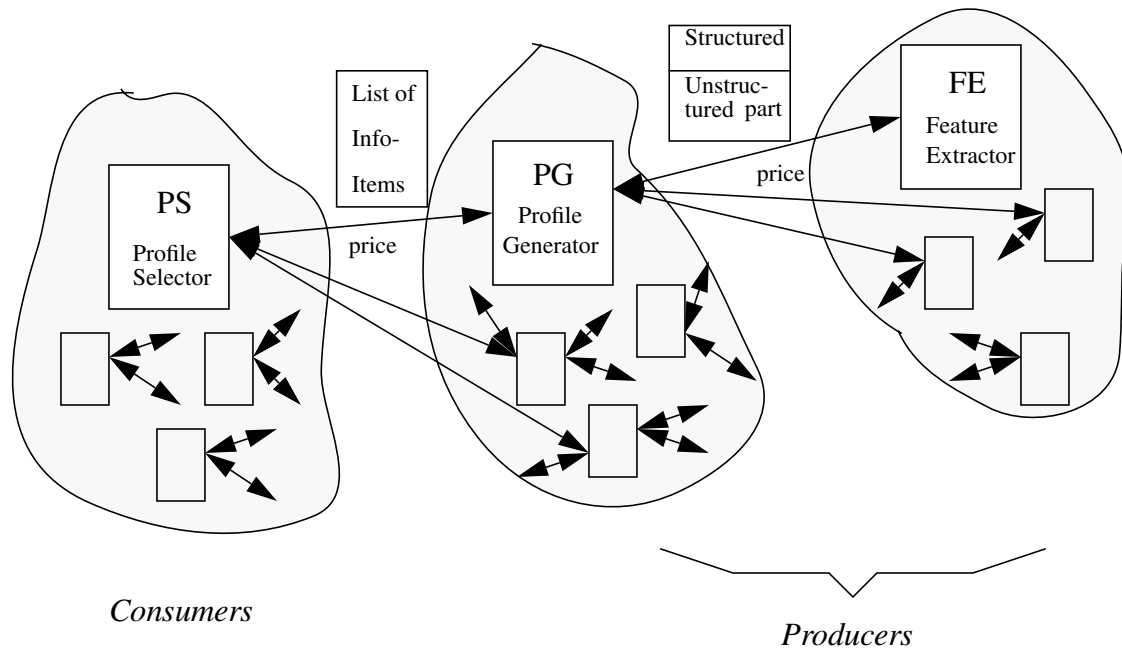 Structured
Unstruc-
tured part
FE
Feature
Extractor
List of
Info-
Items
PG
Profile
Generator
price
PS
Profile
Selector
price
Consumers
Producers